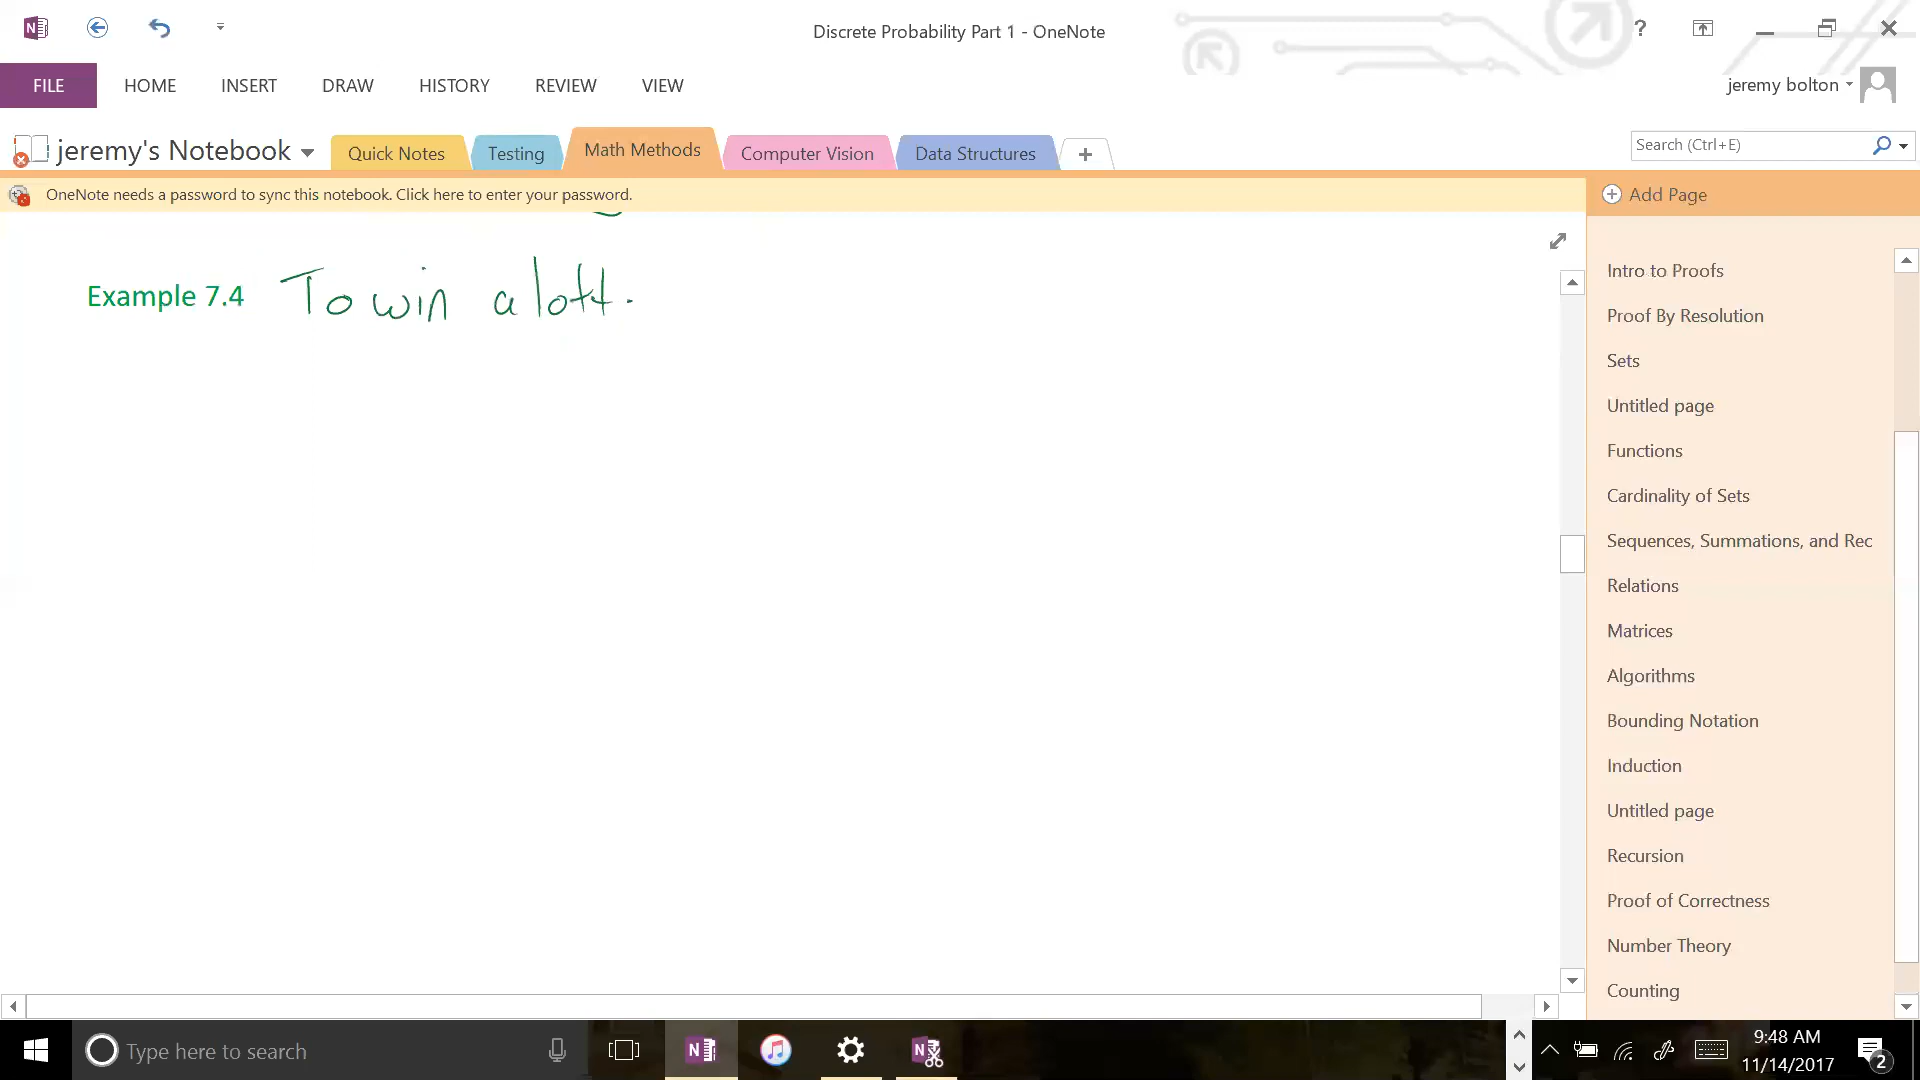 Discrete Probability Part 1 - OneNote
?
FILE HOME INSERT DRAW HISTORY REVIEW VIEW
jeremy bolton
jeremy's Notebook
Quick Notes
Testing
Math Methods
Computer Vision
Data Structures
+
Search (Ctrl+E)
OneNote needs a password to sync this notebook. Click here to enter your password.
Add Page
Example 7.4 To win a lott
Intro to Proofs
Proof By Resolution
Sets
Untitled page
Functions
Cardinality of Sets
Sequences, Summations, and Rec
Relations
Matrices
Algorithms
Bounding Notation
Induction
Untitled page
Recursion
Proof of Correctness
Number Theory
Counting
Type here to search
9:48 AM
11/14/2017
2